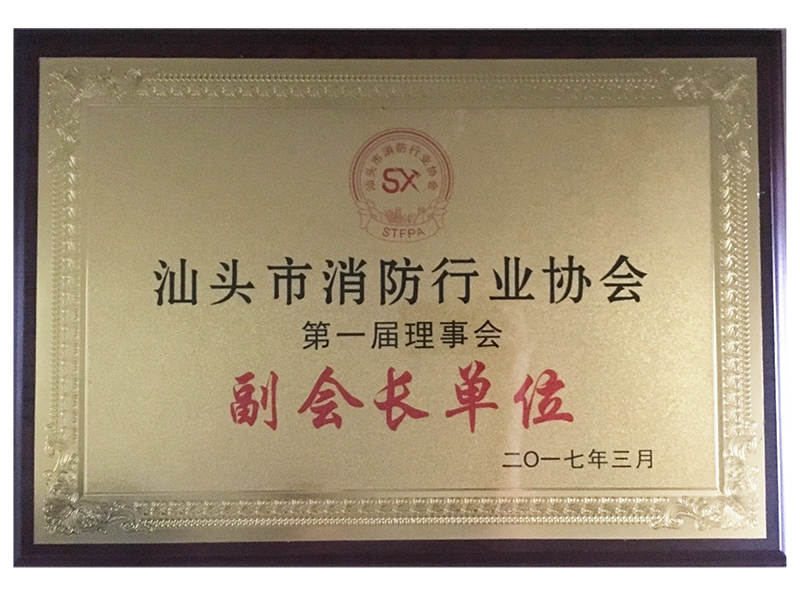 汕头市消防行业协会
SX
STFPA
汕头市消防行业协会
第一届理事会
副会长单位
二〇一七年三月